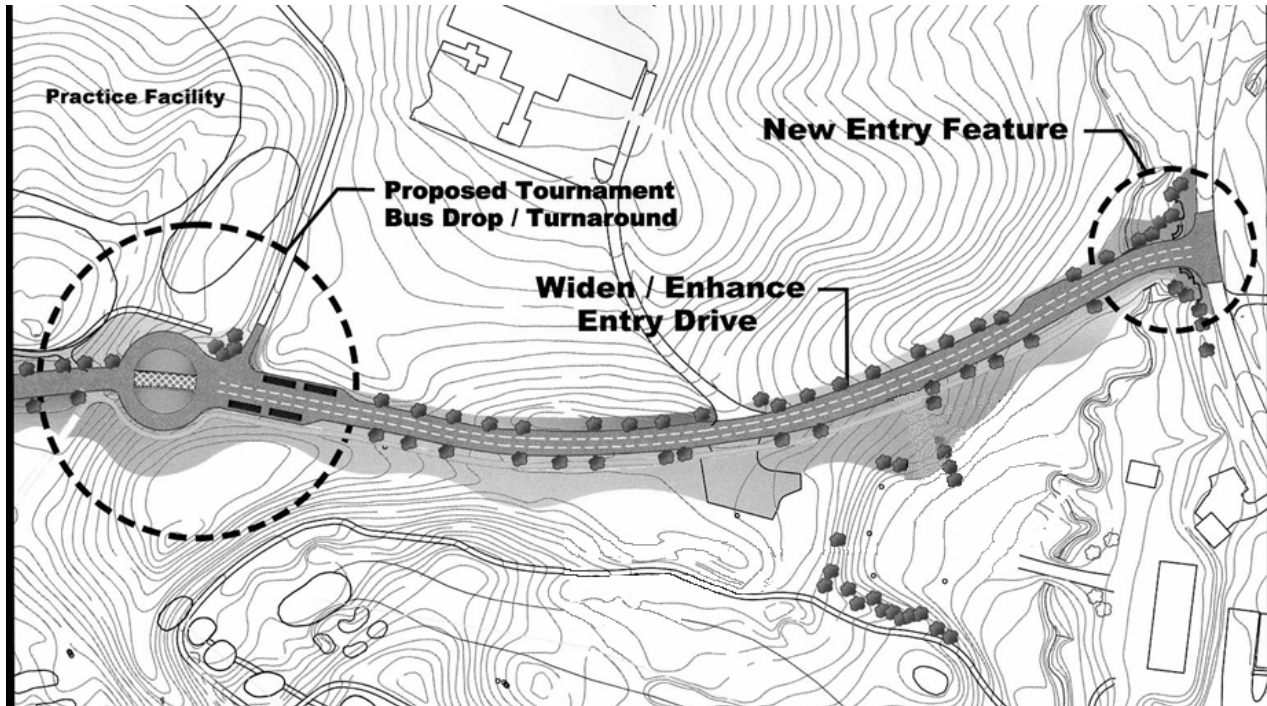 Practice Facility
New Entry Feature
Proposed Tournament
Bus Drop / Turnaround
Widen / Enhance
Entry Drive